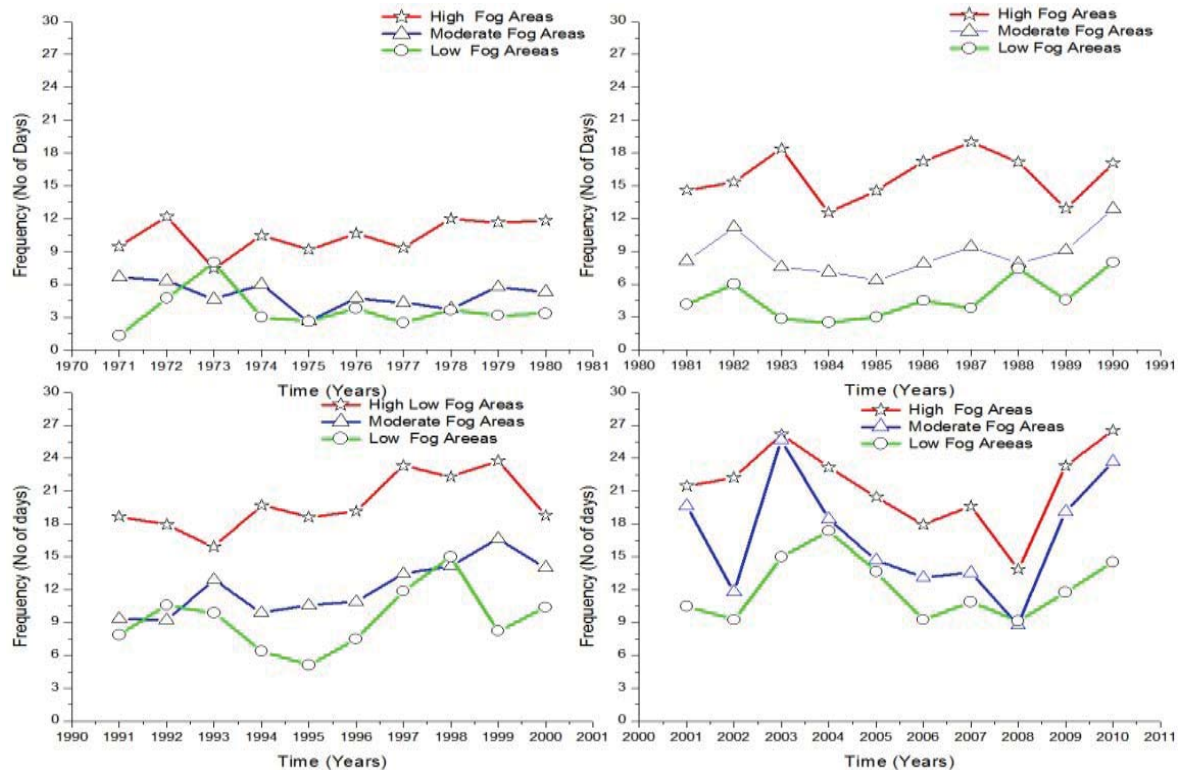 High Fog Areas
Moderate Fog Areas
Low Fog Areeas
Frequency (No of Days)
30
27
24
21
18
15
12
9
6
3
0
1970 1971 1972 1973 1974 1975 1976 1977 1978 1979 1980 1981
Time (Years)
High Fog Areas
Moderate Fog Areas
Low Fog Areeas
Frequency (No of Days)
30
27
24
21
18
15
12
9
6
3
0
1980 1981 1982 1983 1984 1985 1986 1987 1988 1989 1990 1991
Time (Years)
High Low Fog Areas
Moderate Fog Areas
Low Fog Areeas
Frequency (No of days)
30
27
24
21
18
15
12
9
6
3
0
1990 1991 1992 1993 1994 1995 1996 1997 1998 1999 2000 2001
Time (Years)
High Fog Areas
Moderate Fog Areas
Low Fog Areeas
Frequency (No of days)
30
27
24
21
18
15
12
9
6
3
0
2000 2001 2002 2003 2004 2005 2006 2007 2008 2009 2010 2011
Time (Years)